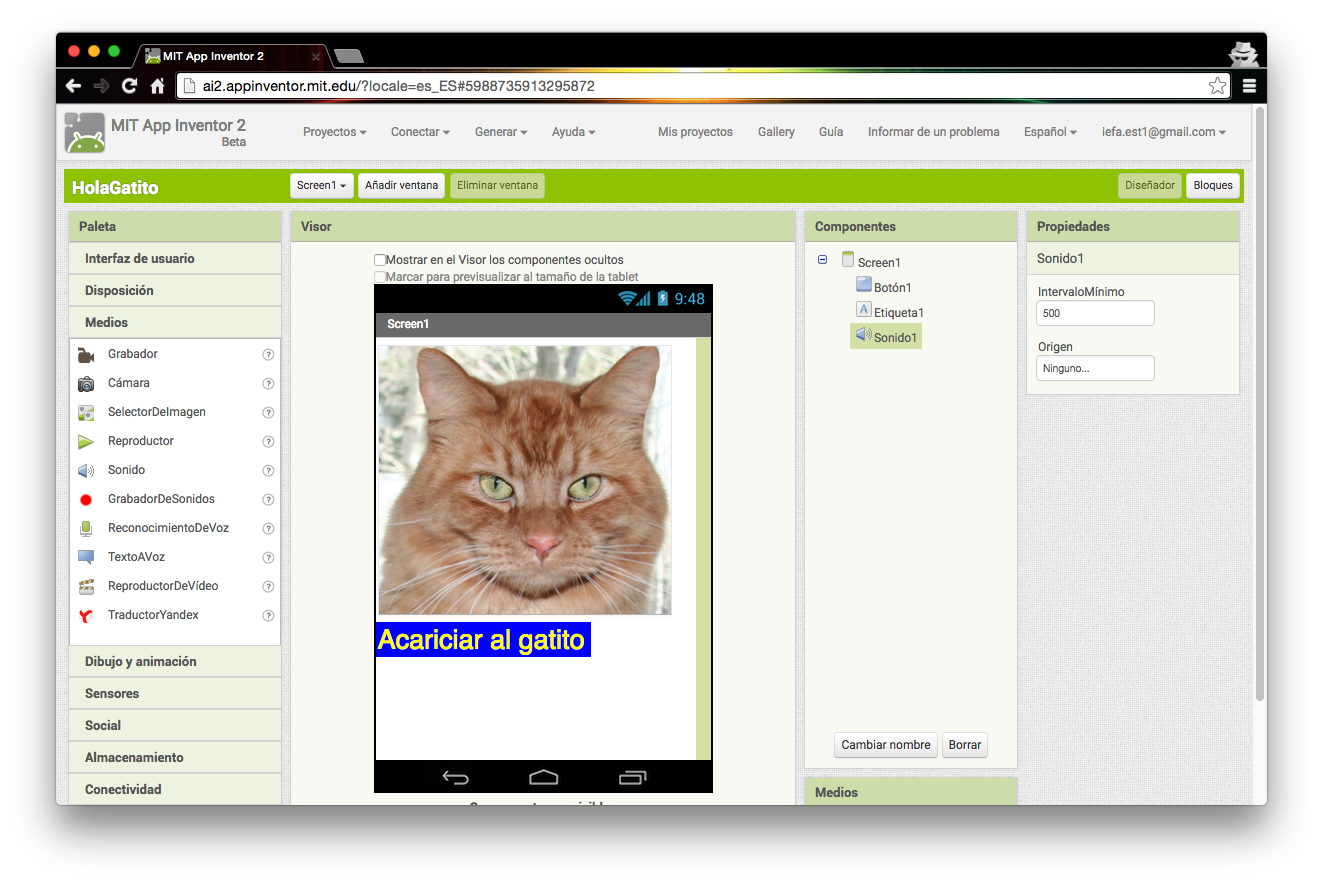 MIT App Inventor 2
ai2.appinventor.mit.edu/?locale=es_ES#5988735913295872
MIT App Inventor 2
Beta
Proyectos
Conectar
Generar
Ayuda
Mis proyectos
Gallery
Guía
Informar de un problema
Español
iefa.est1@gmail.com
HolaGatito
Screen1
Añadir ventana
Eliminar ventana
Diseñador
Bloques
Paleta
Interfaz de usuario
Disposición
Medios
Grabador ?
Cámara ?
SelectorDeImagen ?
Reproductor ?
Sonido ?
GrabadorDeSonidos ?
ReconocimientoDeVoz ?
TextoAVoz ?
ReproductorDeVídeo ?
TraductorYandex ?
Dibujo y animación
Sensores
Social
Almacenamiento
Conectividad
Visor
Mostrar en el Visor los componentes ocultos
Marcar para previsualizar al tamaño de la tablet
9:48
Screen1
Acariciar al gatito
Componentes
Screen1
Botón1
A Etiqueta1
Sonido1
Cambiar nombre
Borrar
Medios
Propiedades
Sonido1
IntervaloMínimo
500
Origen
Ninguno...